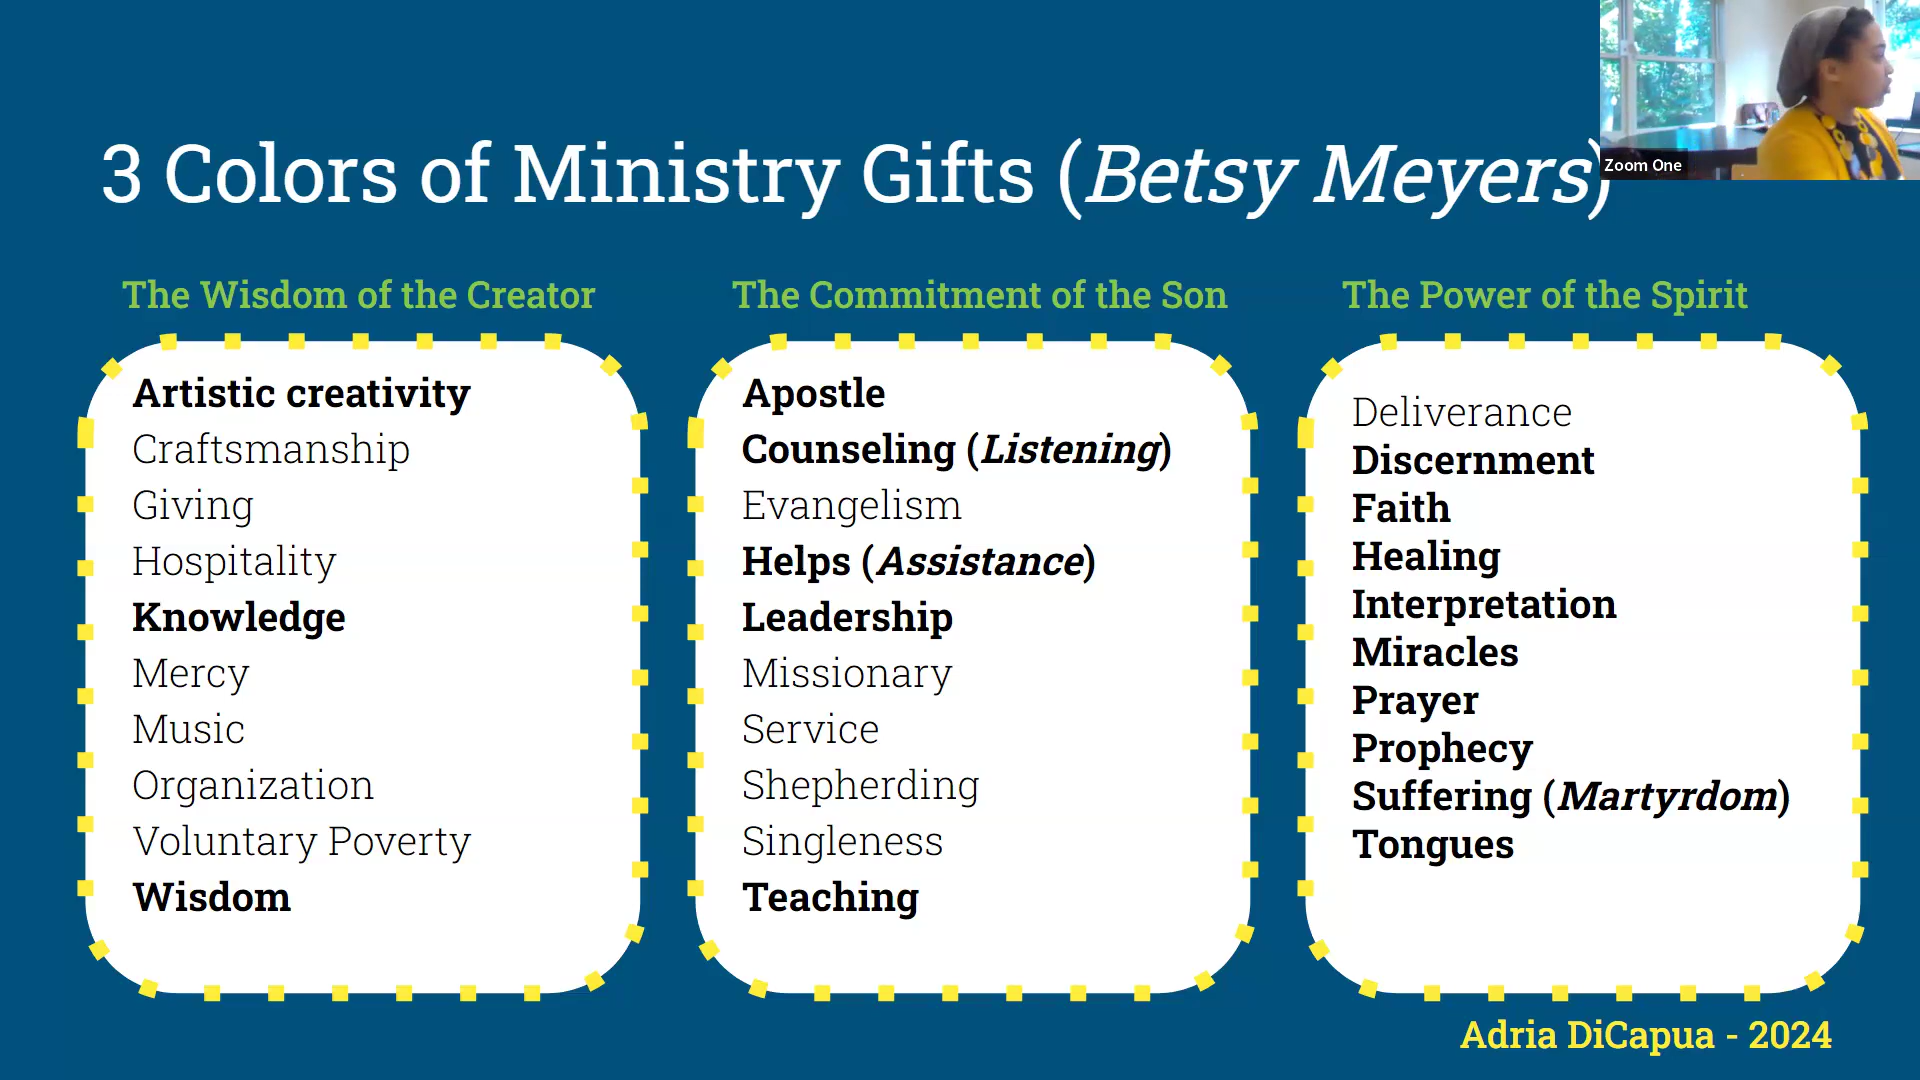 3 Colors of Ministry Gifts (Betsy Meyers)
Zoom One
The Wisdom of the Creator
Artistic creativity
Craftsmanship
Giving
Hospitality
Knowledge
Mercy
Music
Organization
Voluntary Poverty
Wisdom
The Commitment of the Son
Apostle
Counseling (Listening)
Evangelism
Helps (Assistance)
Leadership
Missionary
Service
Shepherding
Singleness
Teaching
The Power of the Spirit
Deliverance
Discernment
Faith
Healing
Interpretation
Miracles
Prayer
Prophecy
Suffering (Martyrdom)
Tongues
Adria DiCapua - 2024